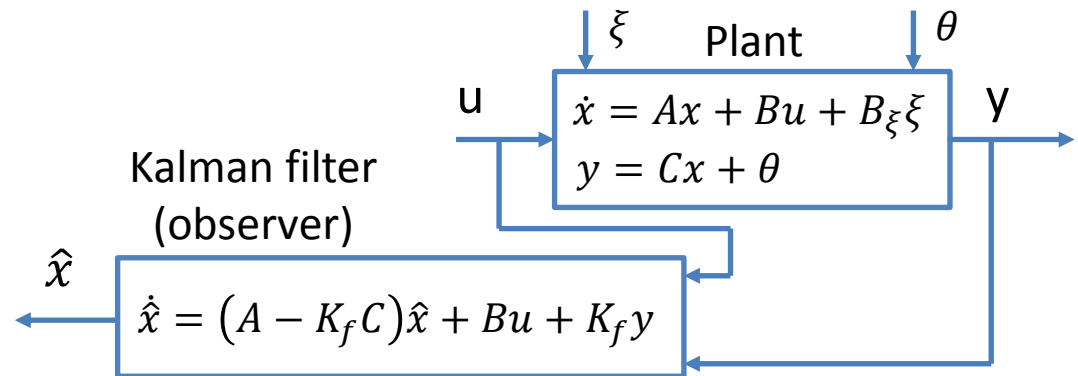 ξ θ
Plant
u y
ẋ = Ax + Bu + B_ξ ξ
y = Cx + θ
Kalman filter
(observer)
x̂
x̂̇ = (A − K_f C)x̂ + Bu + K_f y